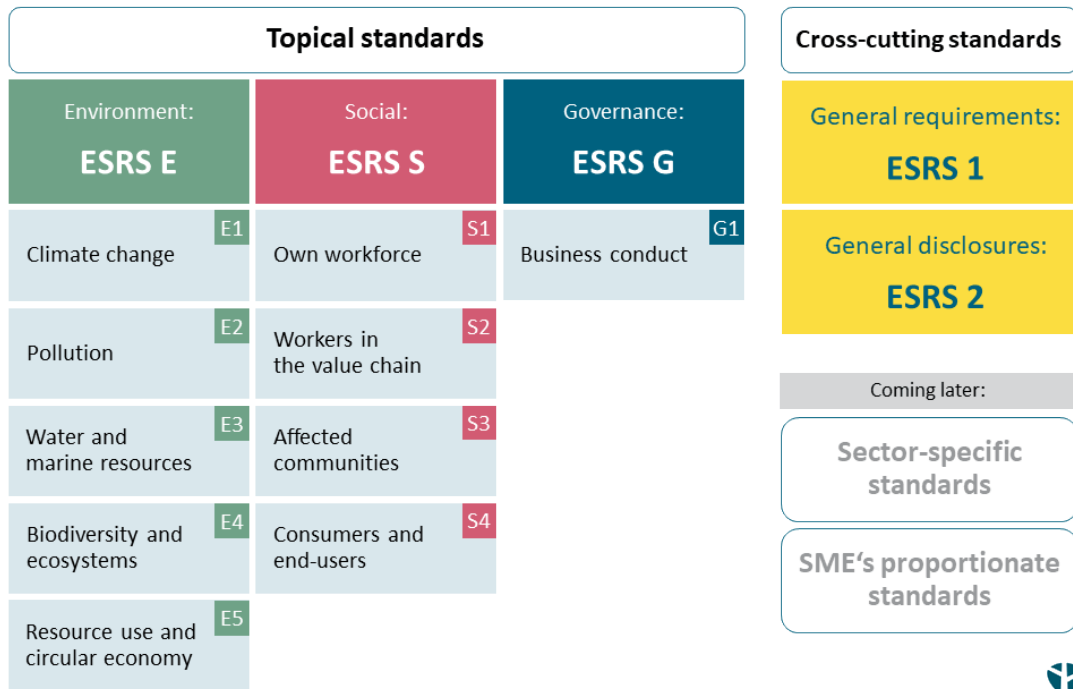 Topical standards
Environment:
ESRS E
E1
Climate change
E2
Pollution
E3
Water and
marine resources
E4
Biodiversity and
ecosystems
E5
Resource use and
circular economy
Social:
ESRS S
S1
Own workforce
S2
Workers in
the value chain
S3
Affected
communities
S4
Consumers and
end-users
Governance:
ESRS G
G1
Business conduct
Cross-cutting standards
General requirements:
ESRS 1
General disclosures:
ESRS 2
Coming later:
Sector-specific
standards
SME‘s proportionate
standards